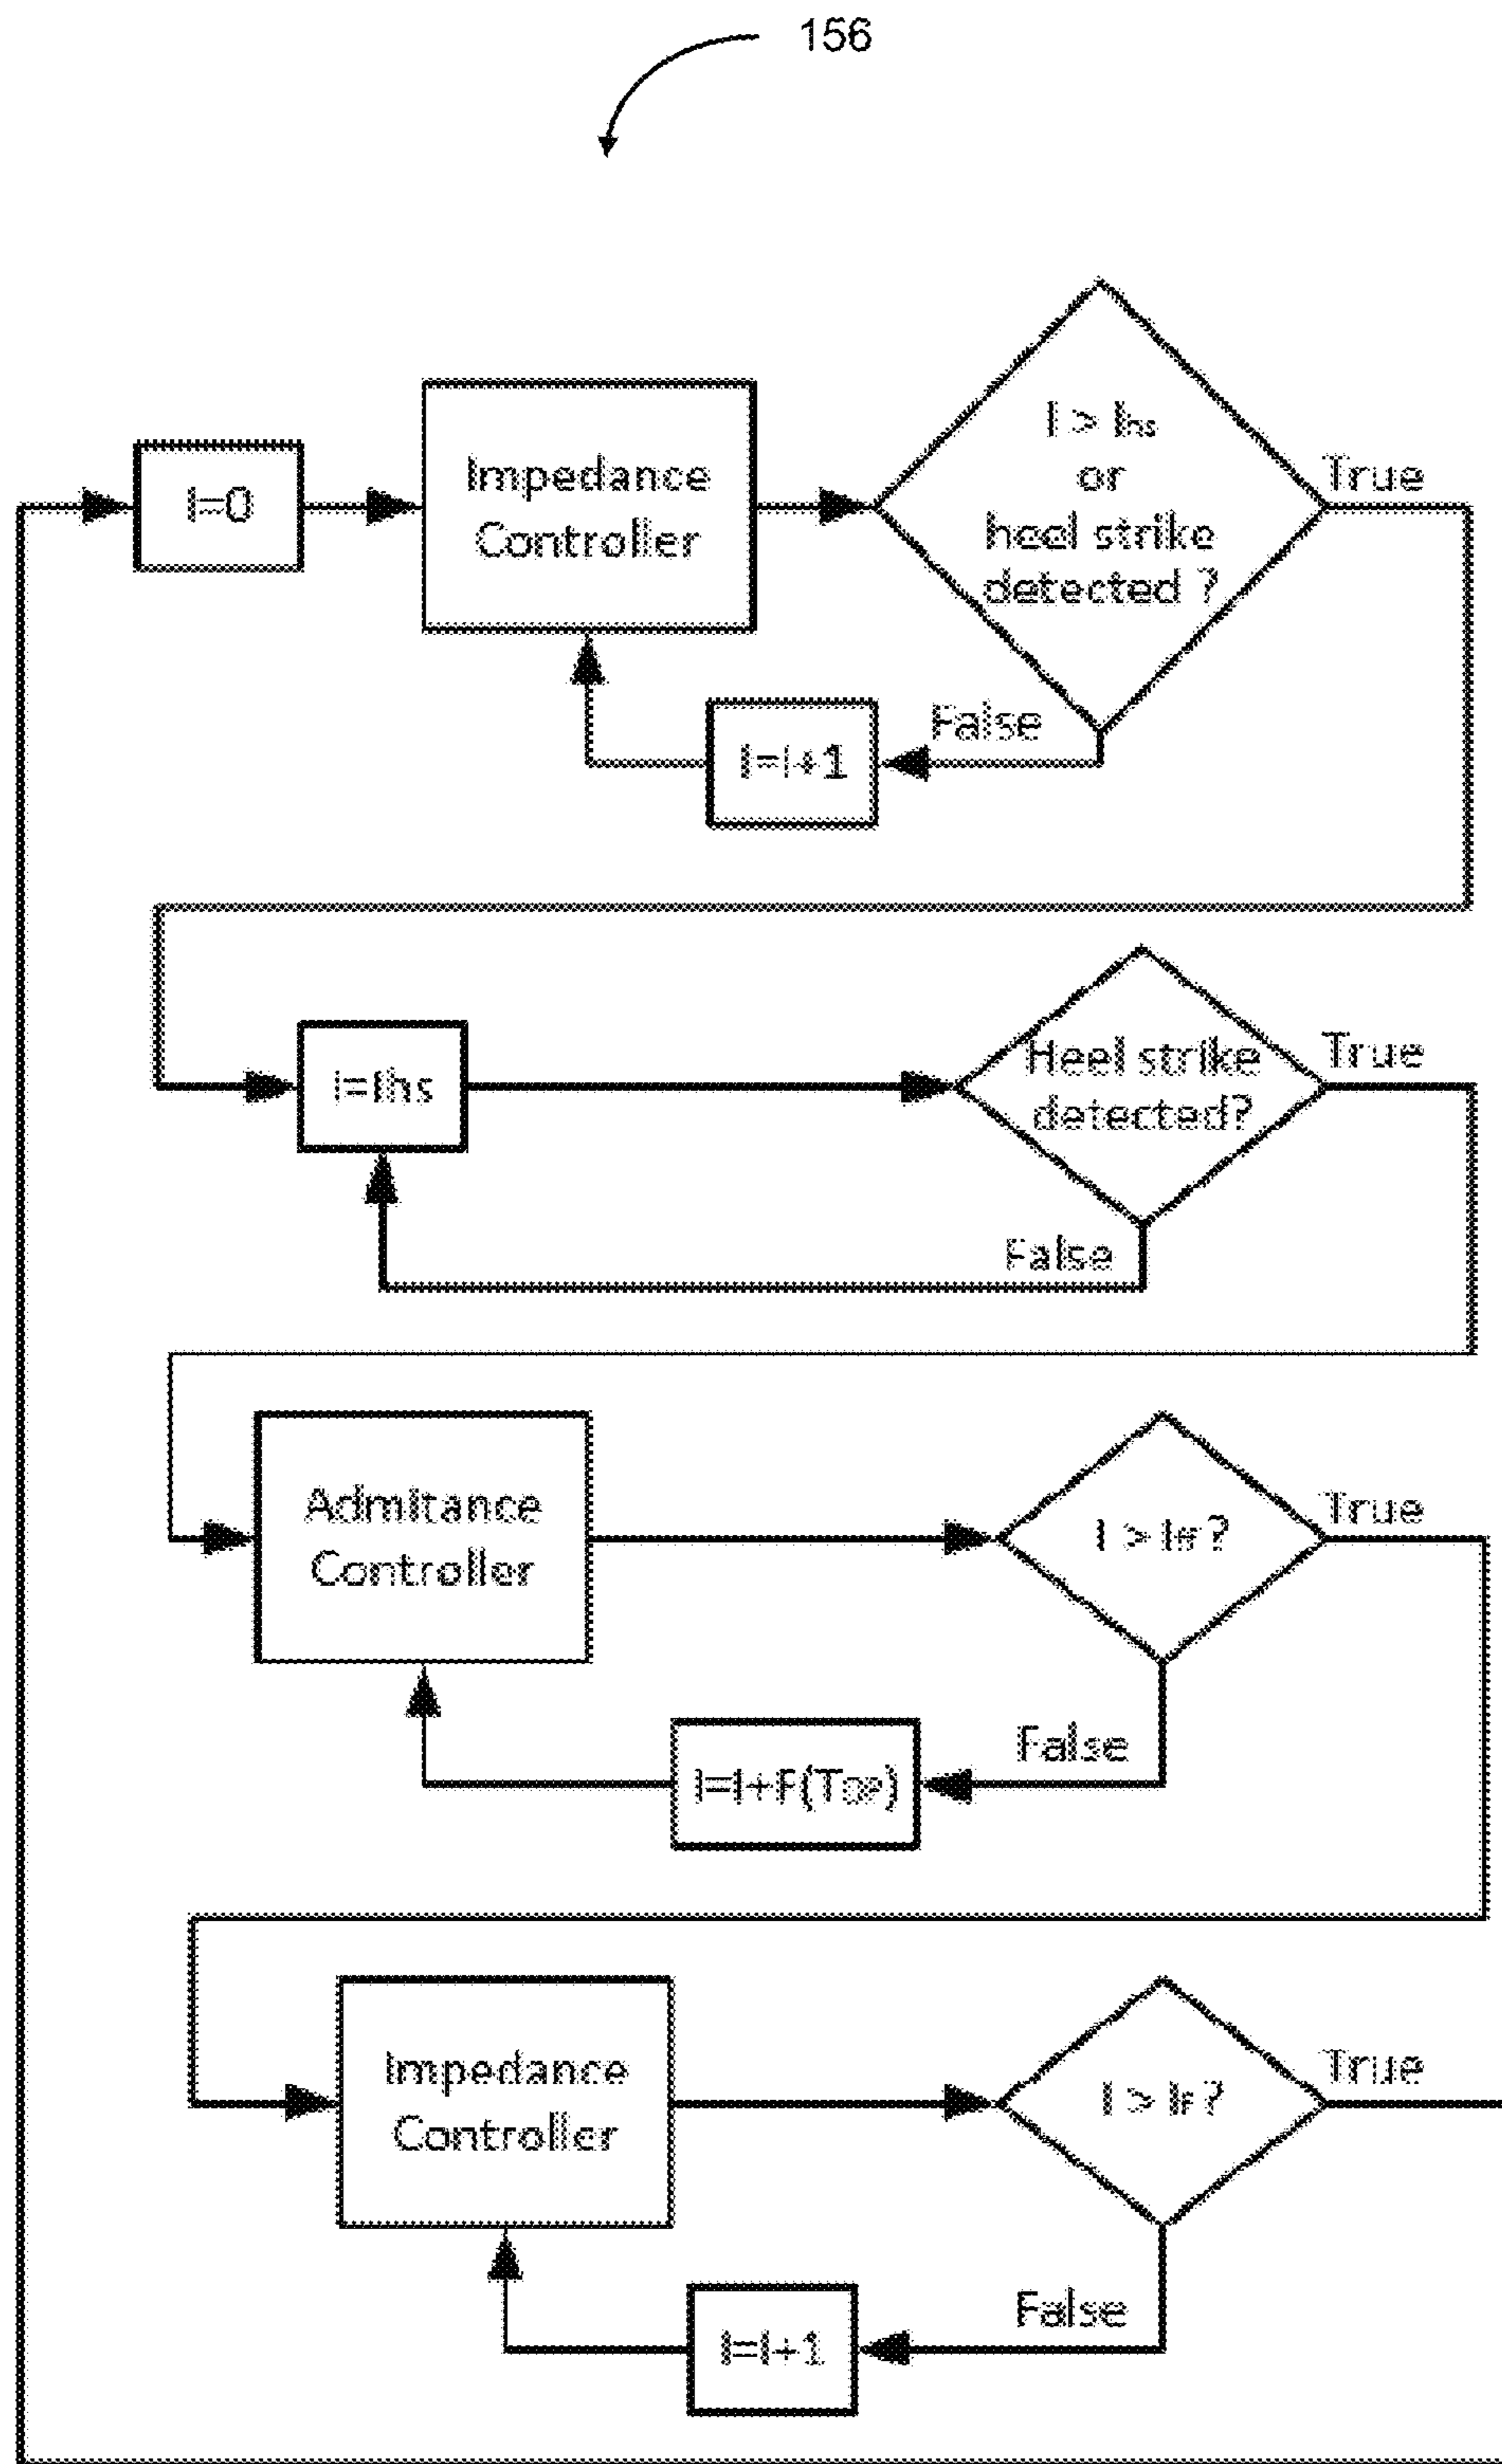 156
I=0
Impedance
Controller
I > Ihs
or
heel strike
detected ?
True
False
I=I+1
I=Ihs
Heel strike
detected?
True
False
Admitance
Controller
True
False
Impedance
Controller
I > IF?
True
False
I=I+1